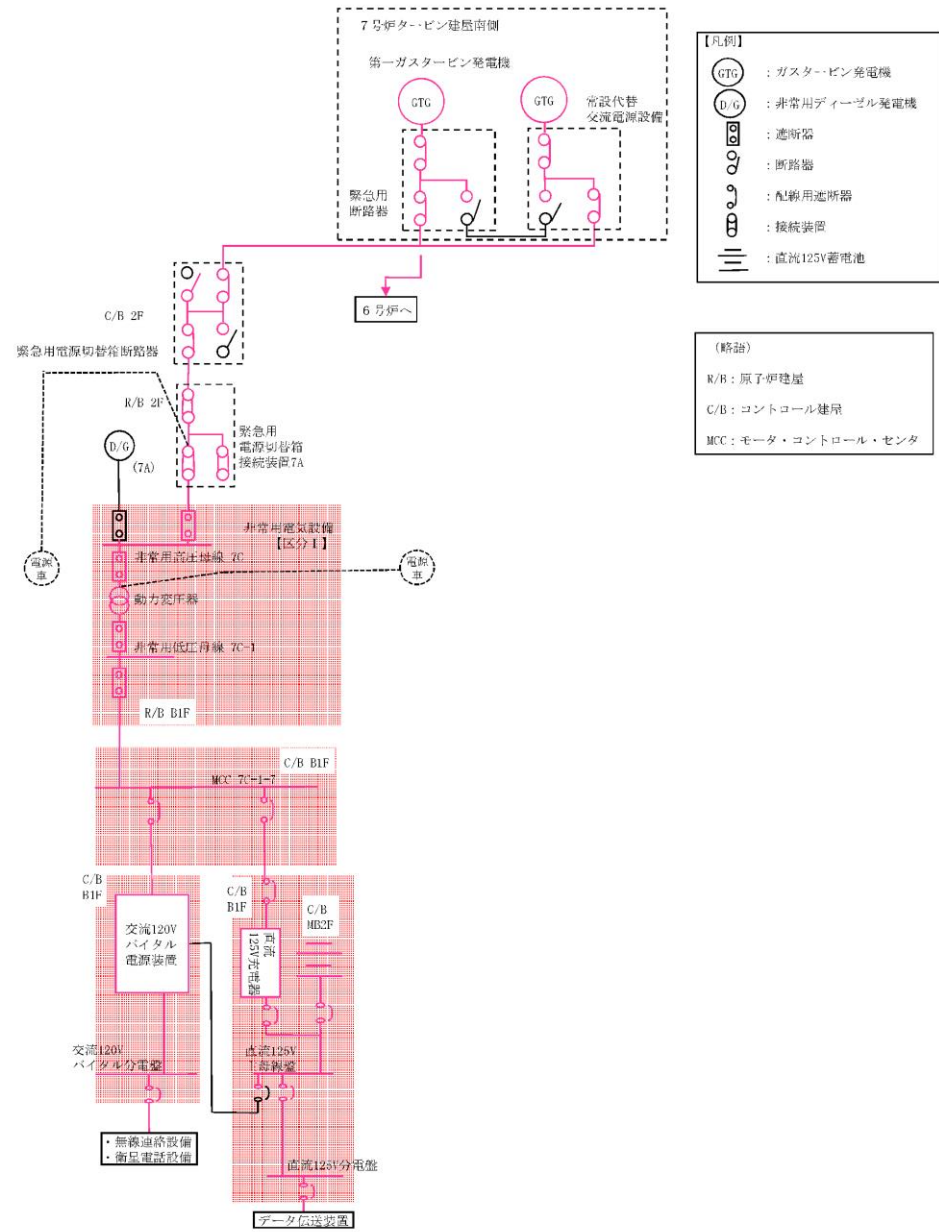 7号炉タービン建屋南側
第一ガスタービン発電機
GTG
GTG
常設代替
交流電源設備
緊急用
断路器
6号炉へ
C/B 2F
緊急用電源切替箱断路器
R/B 2F
緊急用
電源切替箱
接続装置7A
D/G
(7A)
非常用電気設備
【区分Ⅰ】
電源
車
非常用高圧母線 7C
電源
車
動力変圧器
非常用低圧母線 7C-1
R/B B1F
C/B B1F
MCC 7C-1-7
C/B
B1F
交流120V
バイタル
電源装置
C/B
B1F
直流
125V充電器
C/B
MB2F
交流120V
バイタル分電盤
直流125V
主母線盤
・無線連絡設備
・衛星電話設備
直流125V分電盤
データ伝送装置
【凡例】
GTG
：ガスタービン発電機
D/G
：非常用ディーゼル発電機
：遮断器
：断路器
：配線用遮断器
：接続装置
：直流125V蓄電池
（略語）
R/B：原子炉建屋
C/B：コントロール建屋
MCC：モータ・コントロール・センタ